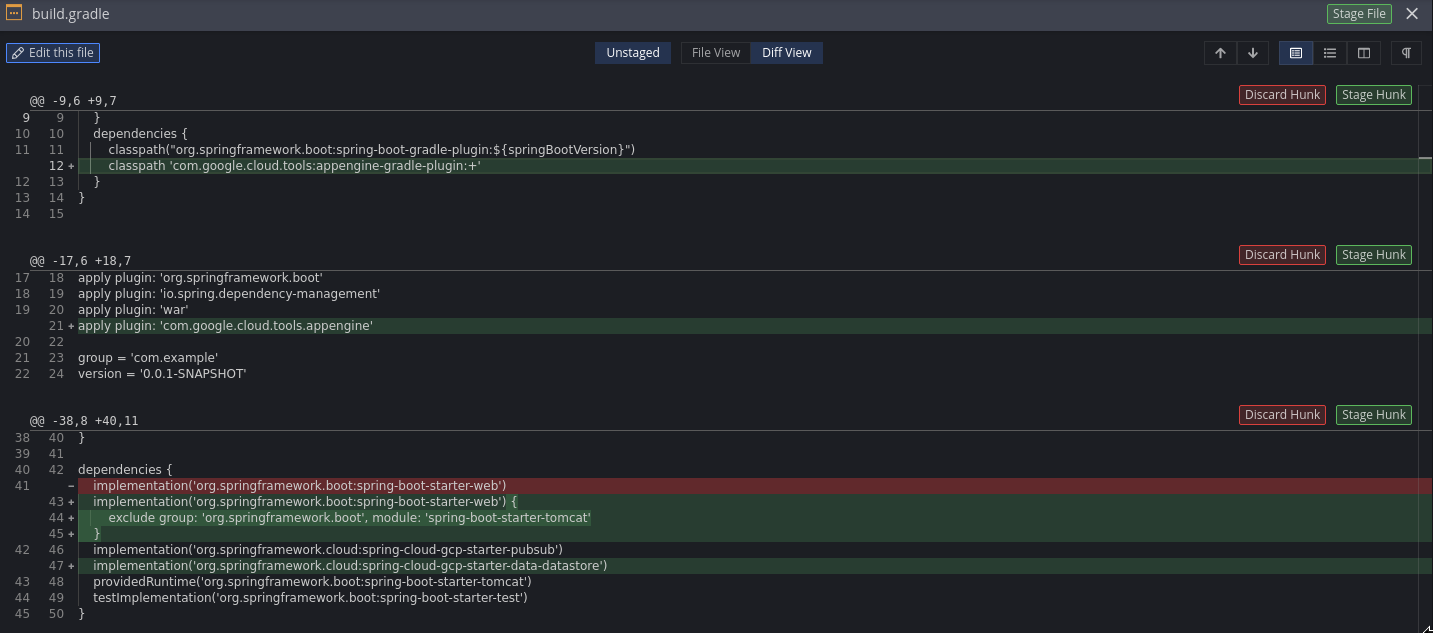 build.gradle Stage File
Edit this file Unstaged File View Diff View
@@ -9,6 +9,7 Discard Hunk Stage Hunk
9 9 }
10 10 dependencies {
11 11 classpath("org.springframework.boot:spring-boot-gradle-plugin:${springBootVersion}")
12 + classpath 'com.google.cloud.tools:appengine-gradle-plugin:+'
12 13 }
13 14 }
14 15
@@ -17,6 +18,7 Discard Hunk Stage Hunk
17 18 apply plugin: 'org.springframework.boot'
18 19 apply plugin: 'io.spring.dependency-management'
19 20 apply plugin: 'war'
21 + apply plugin: 'com.google.cloud.tools.appengine'
20 22
21 23 group = 'com.example'
22 24 version = '0.0.1-SNAPSHOT'
@@ -38,8 +40,11 Discard Hunk Stage Hunk
38 40 }
39 41
40 42 dependencies {
41 − implementation('org.springframework.boot:spring-boot-starter-web')
43 + implementation('org.springframework.boot:spring-boot-starter-web') {
44 + exclude group: 'org.springframework.boot', module: 'spring-boot-starter-tomcat'
45 + }
42 46 implementation('org.springframework.cloud:spring-cloud-gcp-starter-pubsub')
47 + implementation('org.springframework.cloud:spring-cloud-gcp-starter-data-datastore')
43 48 providedRuntime('org.springframework.boot:spring-boot-starter-tomcat')
44 49 testImplementation('org.springframework.boot:spring-boot-starter-test')
45 50 }